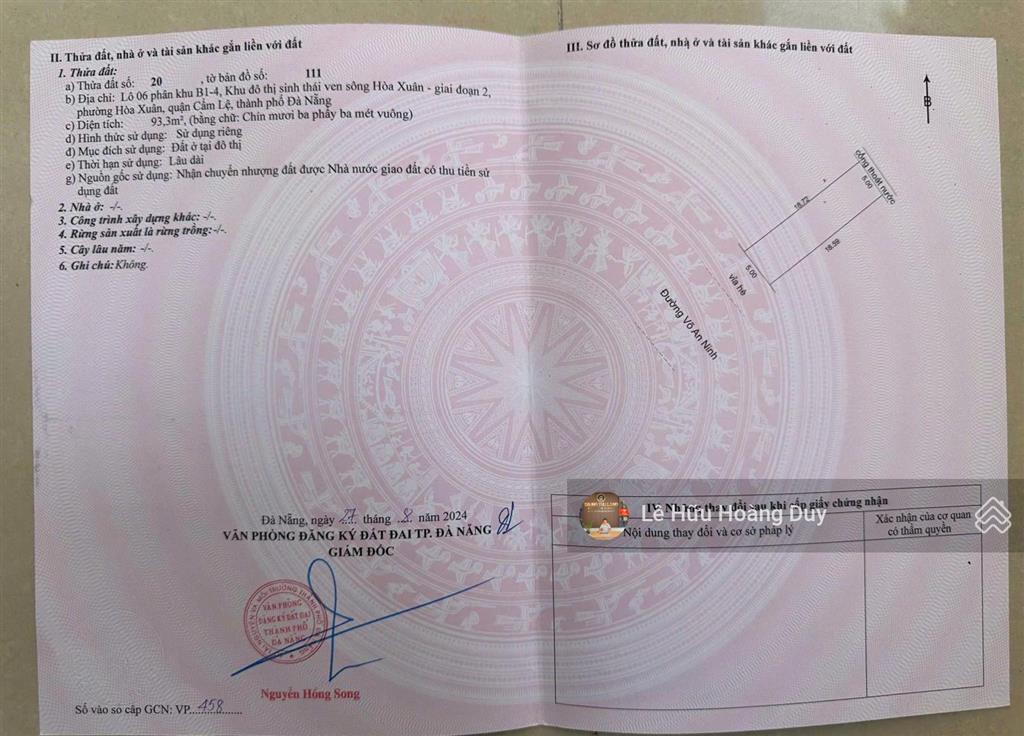 II. Thửa đất, nhà ở và tài sản khác gắn liền với đất
1. Thửa đất:
a) Thửa đất số: 20 , tờ bản đồ số: 111
b) Địa chỉ: Lô 06 phân khu B1-4, Khu đô thị sinh thái ven sông Hòa Xuân - giai đoạn 2,
phường Hòa Xuân, quận Cẩm Lệ, thành phố Đà Nẵng
c) Diện tích: 93,3m², (bằng chữ: Chín mươi ba phẩy ba mét vuông)
d) Hình thức sử dụng: Sử dụng riêng
đ) Mục đích sử dụng: Đất ở tại đô thị
e) Thời hạn sử dụng: Lâu dài
g) Nguồn gốc sử dụng: Nhận chuyển nhượng đất được Nhà nước giao đất có thu tiền sử
dụng đất
2. Nhà ở: -/-.
3. Công trình xây dựng khác: -/-.
4. Rừng sản xuất là rừng trồng:-/-.
5. Cây lâu năm: -/-.
6. Ghi chú: Không.
Đà Nẵng, ngày 27 tháng 8 năm 2024
VĂN PHÒNG ĐĂNG KÝ ĐẤT ĐAI TP. ĐÀ NẴNG
GIÁM ĐỐC
VĂN PHÒNG
ĐĂNG KÝ ĐẤT ĐAI
THÀNH PHỐ
ĐÀ NẴNG
Nguyễn Hồng Song
Số vào sổ cấp GCN: VP 458
III. Sơ đồ thửa đất, nhà ở và tài sản khác gắn liền với đất
B
cống thoát nước
5.00
18.72
18.59
5.00
vỉa hè
Đường Võ An Ninh
IV. Những thay đổi sau khi cấp giấy chứng nhận
Lê Hữu Hoàng Duy
Nội dung thay đổi và cơ sở pháp lý
Xác nhận của cơ quan
có thẩm quyền